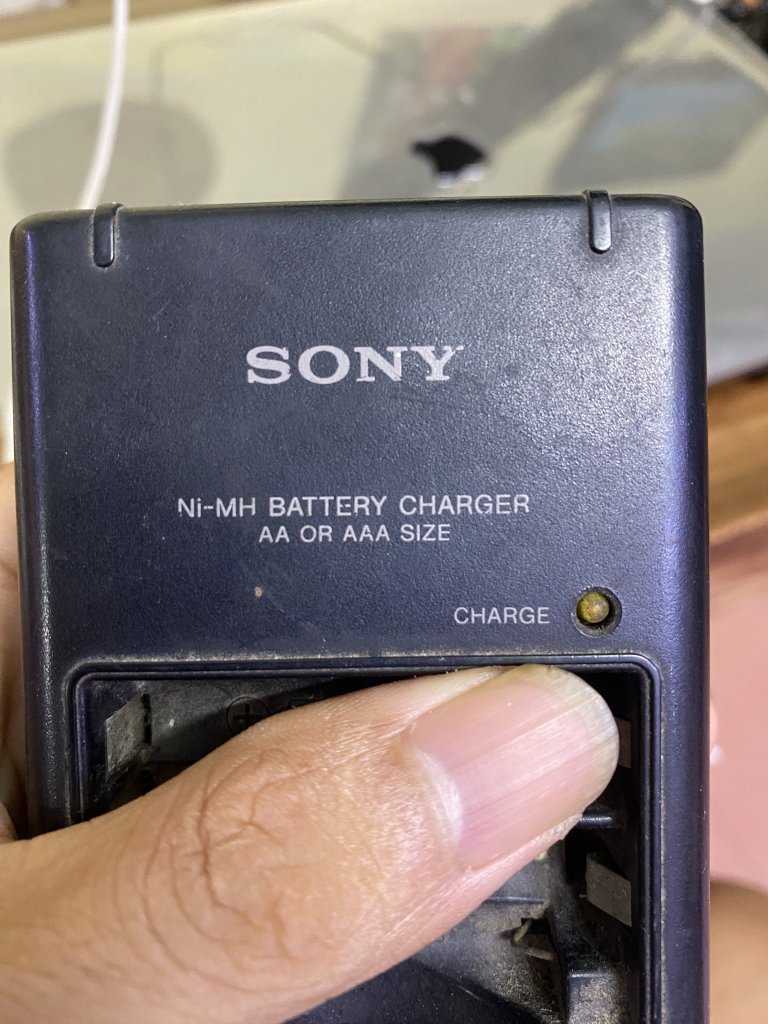 SONY
Ni-MH BATTERY CHARGER
AA OR AAA SIZE
CHARGE